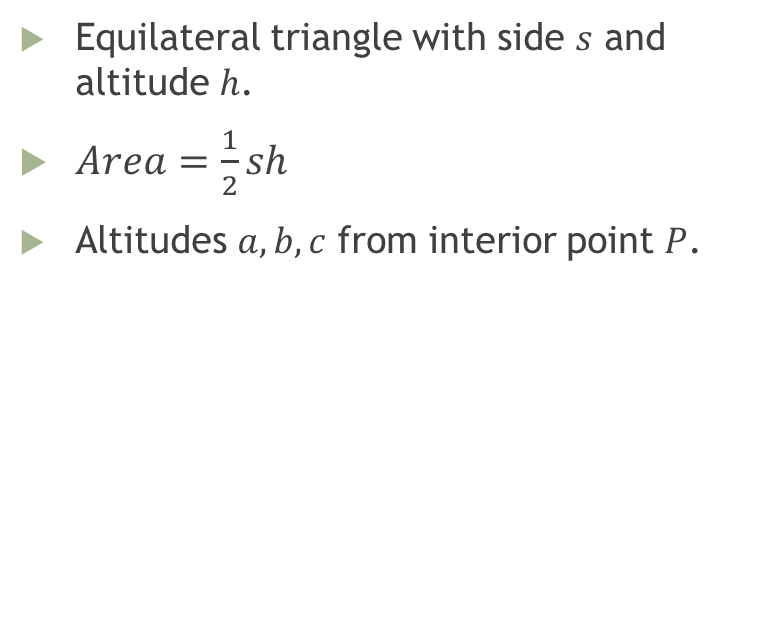 Equilateral triangle with side 𝑠 and
altitude ℎ.
𝐴𝑟𝑒𝑎 = 1/2 𝑠ℎ
Altitudes 𝑎, 𝑏, 𝑐 from interior point 𝑃.